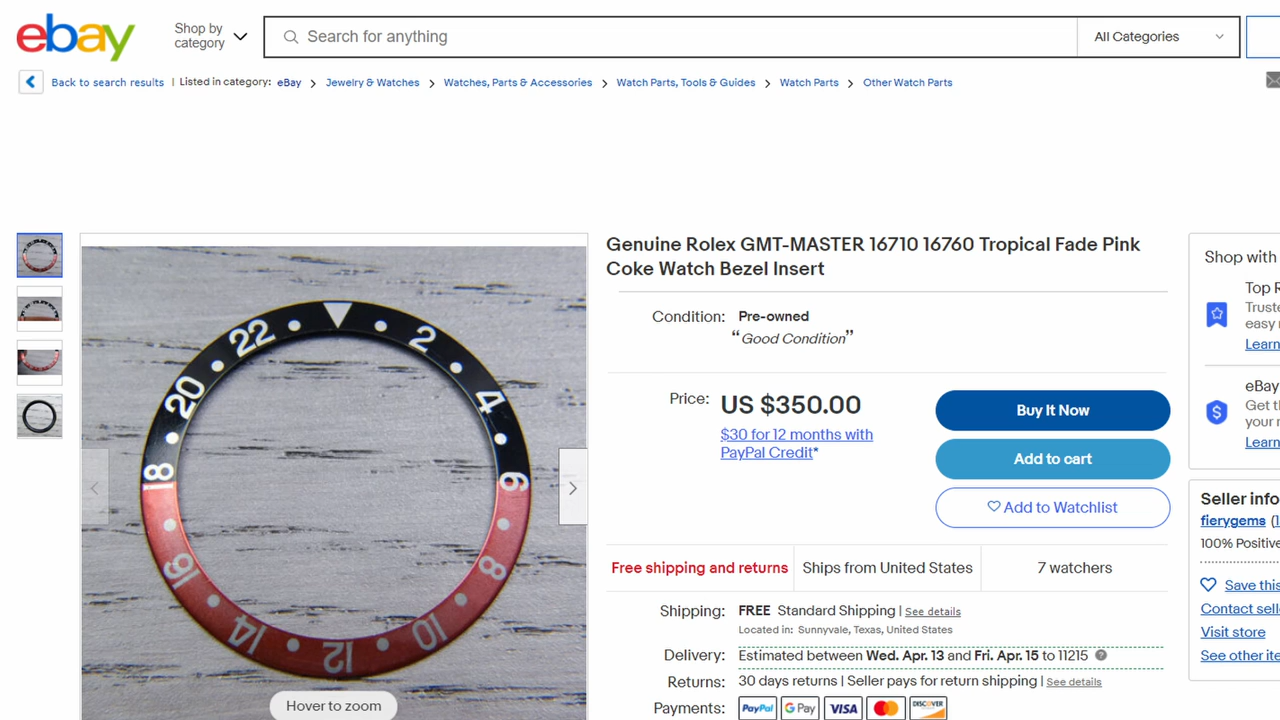 ebay
Shop by
category
Search for anything
All Categories
Back to search results | Listed in category: eBay > Jewelry & Watches > Watches, Parts & Accessories > Watch Parts, Tools & Guides > Watch Parts > Other Watch Parts
Genuine Rolex GMT-MASTER 16710 16760 Tropical Fade Pink
Coke Watch Bezel Insert
Condition: Pre-owned
“Good Condition”
Price: US $350.00
$30 for 12 months with
PayPal Credit*
Buy It Now
Add to cart
Add to Watchlist
Free shipping and returns
Ships from United States
7 watchers
Shipping: FREE Standard Shipping | See details
Located in: Sunnyvale, Texas, United States
Delivery: Estimated between Wed. Apr. 13 and Fri. Apr. 15 to 11215 ?
Returns: 30 days returns | Seller pays for return shipping | See details
Payments: PayPal G Pay VISA DISCOVER
22
2
20
4
18
6
16
8
14
10
12
Hover to zoom
Shop with
Top R
Truste
easy r
Learn
eBay
Get th
your r
Learn
Seller info
fierygems (1
100% Positive
Save this
Contact sell
Visit store
See other ite